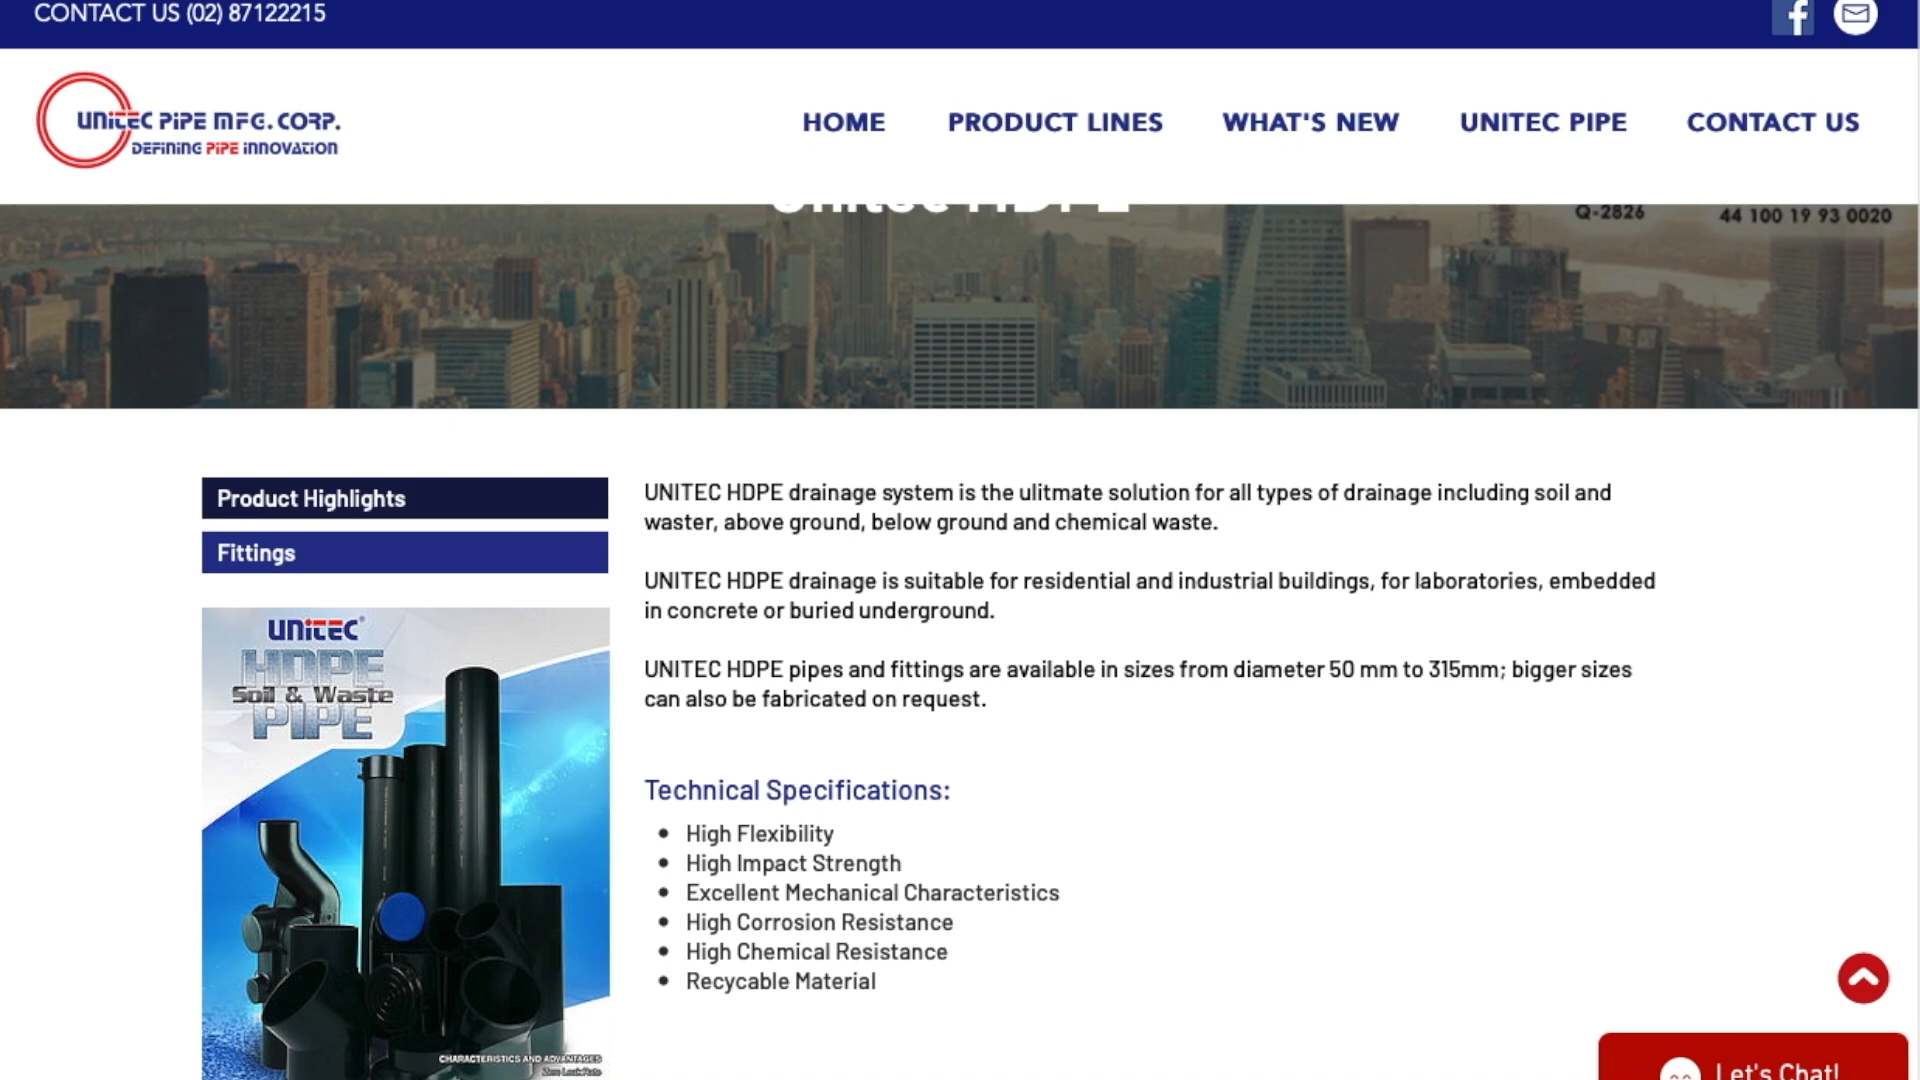 CONTACT US (02) 87122215
UNITEC PIPE MFG. CORP.
DEFINING PIPE INNOVATION
HOME
PRODUCT LINES
WHAT'S NEW
UNITEC PIPE
CONTACT US
Unitec HDPE
Q-2826
44 100 19 93 0020
Product Highlights
Fittings
UNITEC HDPE drainage system is the ulitmate solution for all types of drainage including soil and
waster, above ground, below ground and chemical waste.
UNITEC HDPE drainage is suitable for residential and industrial buildings, for laboratories, embedded
in concrete or buried underground.
UNITEC HDPE pipes and fittings are available in sizes from diameter 50 mm to 315mm; bigger sizes
can also be fabricated on request.
Technical Specifications:
High Flexibility
High Impact Strength
Excellent Mechanical Characteristics
High Corrosion Resistance
High Chemical Resistance
Recycable Material
UNITEC®
HDPE
Soil & Waste
PIPE
CHARACTERISTICS AND ADVANTAGES
Zero Leak Rate
Let's Chat!